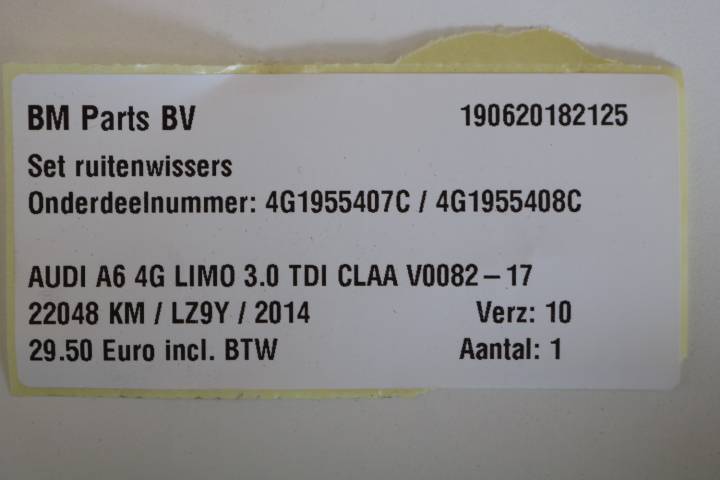 BM Parts BV 190620182125
Set ruitenwissers
Onderdeelnummer: 4G1955407C / 4G1955408C
AUDI A6 4G LIMO 3.0 TDI CLAA V0082 – 17
22048 KM / LZ9Y / 2014 Verz: 10
29.50 Euro incl. BTW Aantal: 1